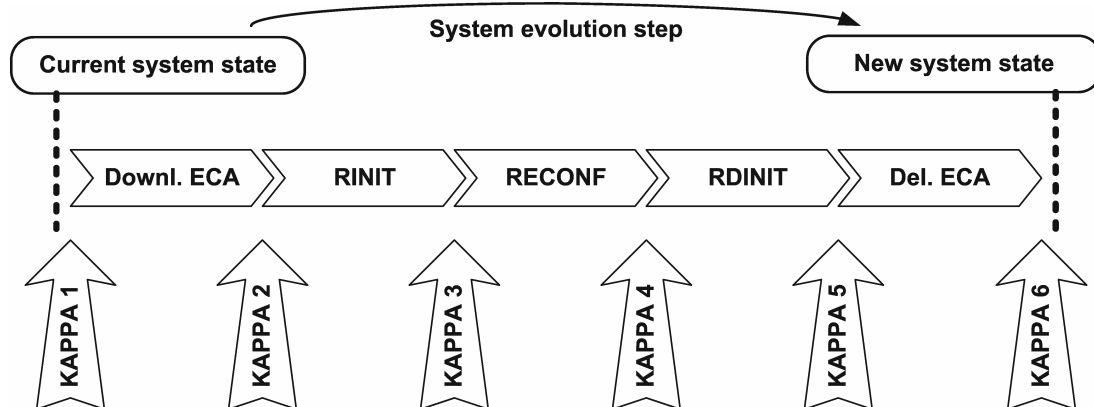 System evolution step
Current system state
New system state
Downl. ECA
RINIT
RECONF
RDINIT
Del. ECA
KAPPA 1
KAPPA 2
KAPPA 3
KAPPA 4
KAPPA 5
KAPPA 6